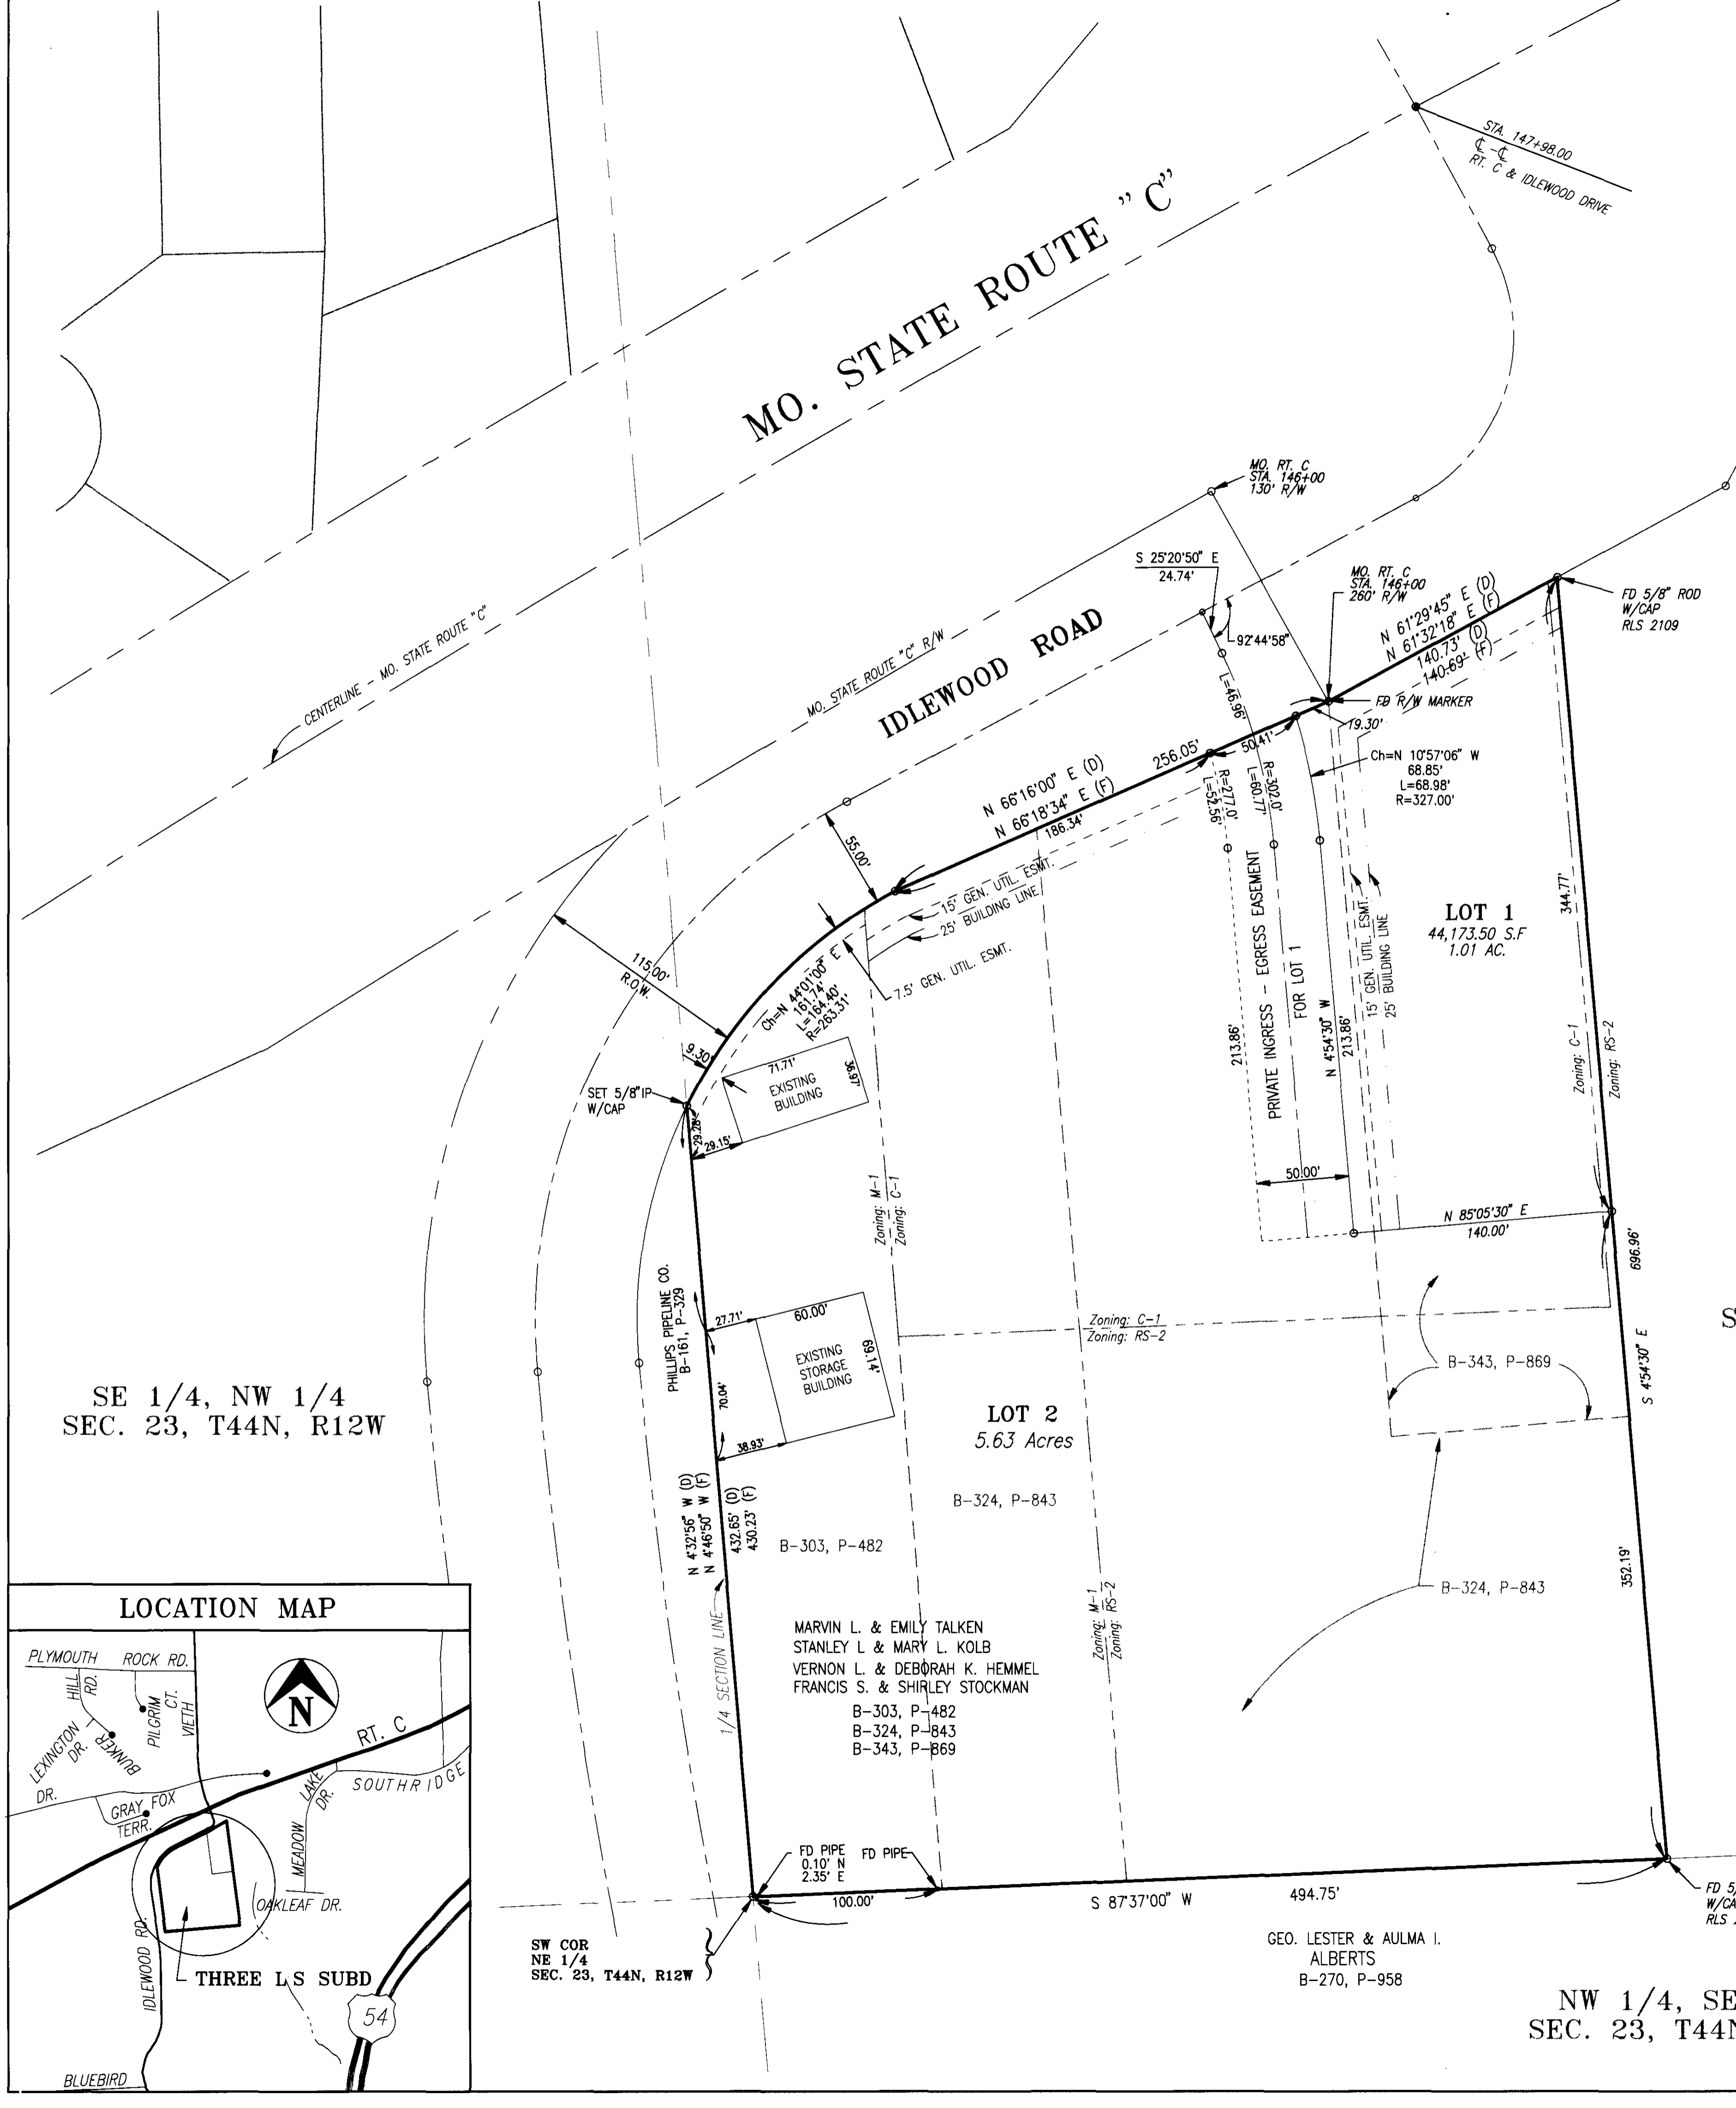 STA. 147+98.00
℄ -℄
RT. C & IDLEWOOD DRIVE
MO. STATE ROUTE "C"
MO. RT. C
STA. 146+00
130' R/W
S 25°20'50" E
24.74'
MO. RT. C
STA. 146+00
260' R/W
N 61°29'45" E (D)
N 61°32'18" E (F)
140.73' (D)
140.69' (F)
FD 5/8" ROD
W/CAP
RLS 2109
CENTERLINE - MO. STATE ROUTE "C"
MO. STATE ROUTE "C" R/W
IDLEWOOD ROAD
92°44'58"
L=46.96'
FD R/W MARKER
19.30'
50.41'
256.05'
N 66°16'00" E (D)
N 66°18'34" E (F)
186.34'
Ch=N 10°57'06" W
68.85'
L=68.98'
R=327.00'
R=277.0'
L=52.56'
R=302.0'
L=60.77'
55.00'
15' GEN. UTIL. ESMT.
25' BUILDING LINE
7.5' GEN. UTIL. ESMT.
115.00'
R.O.W.
Ch=N 44°01'00" E
161.74'
L=164.40'
R=263.31'
9.30'
71.71'
36.97'
EXISTING
BUILDING
SET 5/8"IP
W/CAP
29.28'
29.15'
LOT 1
44,173.50 S.F
1.01 AC.
344.77'
213.86'
PRIVATE INGRESS - EGRESS EASEMENT
FOR LOT 1
N 4°54'30" W
213.86'
15' GEN. UTIL. ESMT.
25' BUILDING LINE
Zoning: C-1
Zoning: RS-2
50.00'
N 85°05'30" E
140.00'
Zoning: M-1
Zoning: C-1
696.96'
S 4°54'30" E
PHILLIPS PIPELINE CO.
B-161, P-329
27.71'
60.00'
69.14'
EXISTING
STORAGE
BUILDING
70.04'
38.93'
Zoning: C-1
Zoning: RS-2
B-343, P-869
S
SE 1/4, NW 1/4
SEC. 23, T44N, R12W
LOT 2
5.63 Acres
B-324, P-843
N 4°32'56" W (D)
N 4°46'50" W (F)
432.65' (D)
430.23' (F)
B-303, P-482
B-324, P-843
352.19'
1/4 SECTION LINE
Zoning: M-1
Zoning: RS-2
MARVIN L. & EMILY TALKEN
STANLEY L & MARY L. KOLB
VERNON L. & DEBORAH K. HEMMEL
FRANCIS S. & SHIRLEY STOCKMAN
B-303, P-482
B-324, P-843
B-343, P-869
FD PIPE
0.10' N
2.35' E
FD PIPE
100.00'
S 87°37'00" W
494.75'
FD 5/
W/CA
RLS
SW COR
NE 1/4
SEC. 23, T44N, R12W
GEO. LESTER & AULMA I.
ALBERTS
B-270, P-958
NW 1/4, SE
SEC. 23, T44N
LOCATION MAP
PLYMOUTH ROCK RD.
HILL
RD.
PILGRIM
CT.
VIETH
LEXINGTON
DR.
BUNKER
N
RT. C
DR.
GRAY FOX
TERR.
LAKE
DR.
SOUTHRIDGE
MEADOW
OAKLEAF DR.
IDLEWOOD RD.
THREE L S SUBD
54
BLUEBIRD